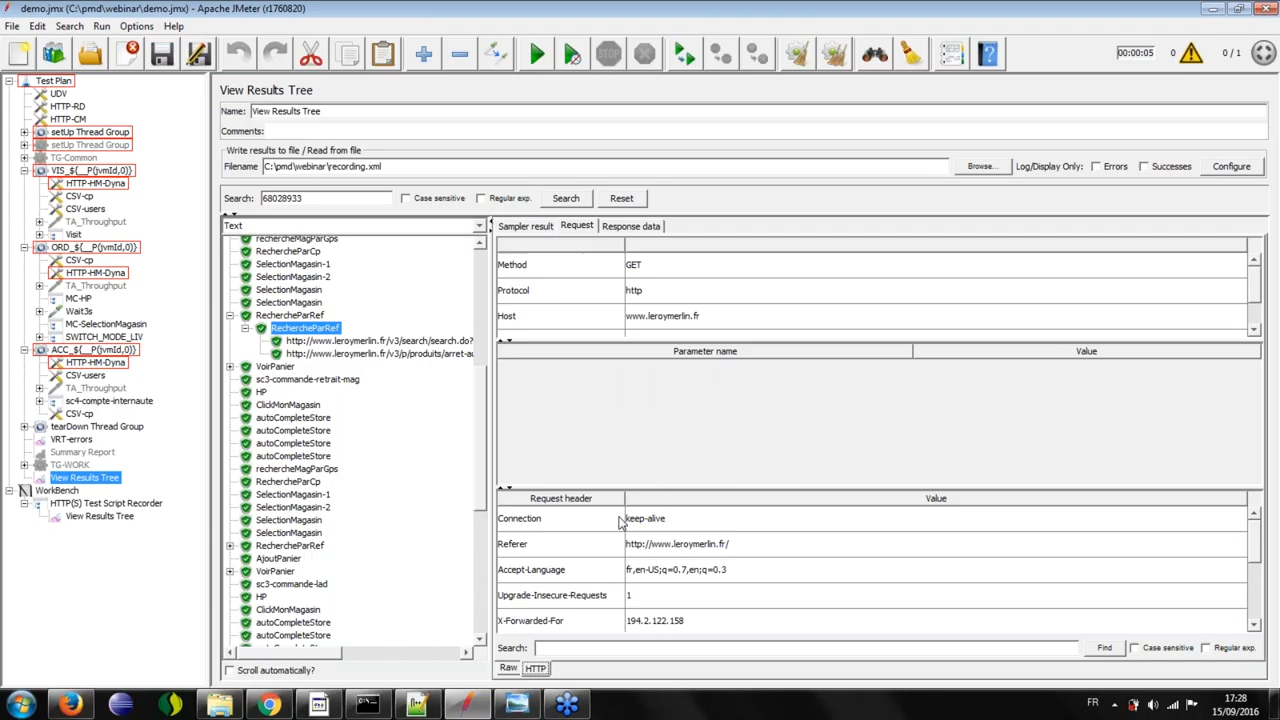 demo.jmx (C:\pmd\webinar\demo.jmx) - Apache JMeter (r1760820)
File Edit Search Run Options Help
00:00:05 0 0 / 1
Test Plan
UDV
HTTP-RD
HTTP-CM
setUp Thread Group
setUp Thread Group
TG-Common
VIS_${__P(jvmId,0)}
HTTP-HM-Dyna
CSV-cp
CSV-users
TA_Throughput
Visit
ORD_${__P(jvmId,0)}
CSV-cp
HTTP-HM-Dyna
TA_Throughput
MC-HP
Wait3s
MC-SelectionMagasin
SWITCH_MODE_LIV
ACC_${__P(jvmId,0)}
HTTP-HM-Dyna
CSV-users
TA_Throughput
sc4-compte-internaute
CSV-cp
tearDown Thread Group
VRT-errors
Summary Report
TG-WORK
View Results Tree
WorkBench
HTTP(S) Test Script Recorder
View Results Tree
View Results Tree
Name: View Results Tree
Comments:
Write results to file / Read from file
Filename C:\pmd\webinar\recording.xml Browse... Log/Display Only: Errors Successes Configure
Search: 68028933 Case sensitive Regular exp. Search Reset
Text
rechercheMagParGps
RechercheParCp
SelectionMagasin-1
SelectionMagasin-2
SelectionMagasin
SelectionMagasin
RechercheParRef
RechercheParRef
http://www.leroymerlin.fr/v3/search/search.do?
http://www.leroymerlin.fr/v3/p/produits/arret-au
VoirPanier
sc3-commande-retrait-mag
HP
ClickMonMagasin
autoCompleteStore
autoCompleteStore
autoCompleteStore
autoCompleteStore
rechercheMagParGps
RechercheParCp
SelectionMagasin-1
SelectionMagasin-2
SelectionMagasin
SelectionMagasin
RechercheParRef
AjoutPanier
VoirPanier
sc3-commande-lad
HP
ClickMonMagasin
autoCompleteStore
autoCompleteStore
Scroll automatically?
Sampler result Request Response data
Method GET
Protocol http
Host www.leroymerlin.fr
Parameter name Value
Request header Value
Connection keep-alive
Referer http://www.leroymerlin.fr/
Accept-Language fr,en-US;q=0.7,en;q=0.3
Upgrade-Insecure-Requests 1
X-Forwarded-For 194.2.122.158
Search: Find Case sensitive Regular exp.
Raw HTTP
FR 17:28
15/09/2016